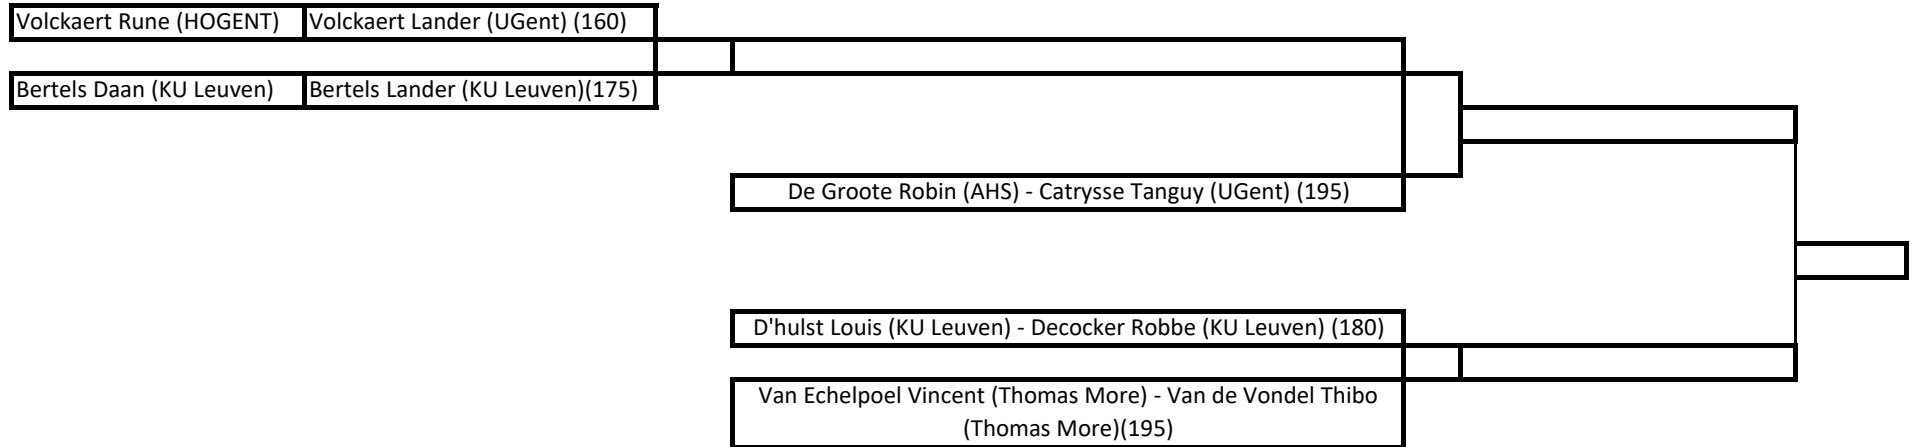 Volckaert Rune (HOGENT) Volckaert Lander (UGent) (160)
Bertels Daan (KU Leuven) Bertels Lander (KU Leuven)(175)
De Groote Robin (AHS) - Catrysse Tanguy (UGent) (195)
D'hulst Louis (KU Leuven) - Decocker Robbe (KU Leuven) (180)
Van Echelpoel Vincent (Thomas More) - Van de Vondel Thibo
(Thomas More)(195)